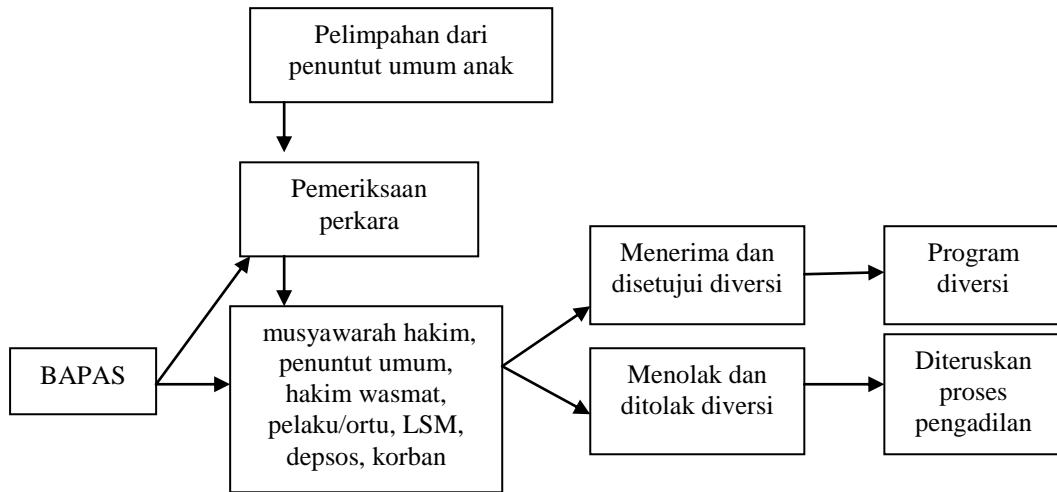 Pelimpahan dari
penuntut umum anak
Pemeriksaan
perkara
BAPAS
musyawarah hakim,
penuntut umum,
hakim wasmat,
pelaku/ortu, LSM,
depsos, korban
Menerima dan
disetujui diversi
Program
diversi
Menolak dan
ditolak diversi
Diteruskan
proses
pengadilan